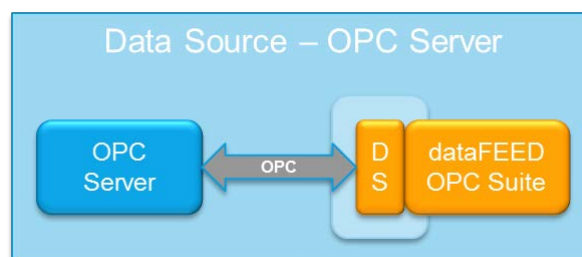 Data Source – OPC Server
OPC
Server
OPC
D
S
dataFEED
OPC Suite